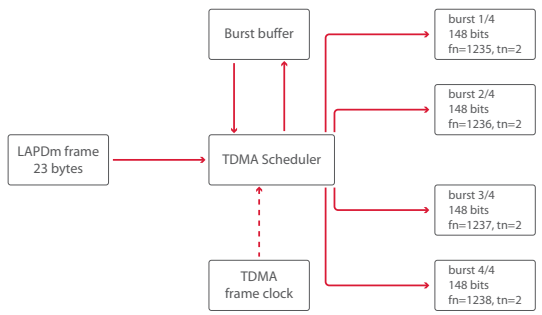 Burst buffer
burst 1/4
148 bits
fn=1235, tn=2
burst 2/4
148 bits
fn=1236, tn=2
LAPDm frame
23 bytes
TDMA Scheduler
burst 3/4
148 bits
fn=1237, tn=2
TDMA
frame clock
burst 4/4
148 bits
fn=1238, tn=2